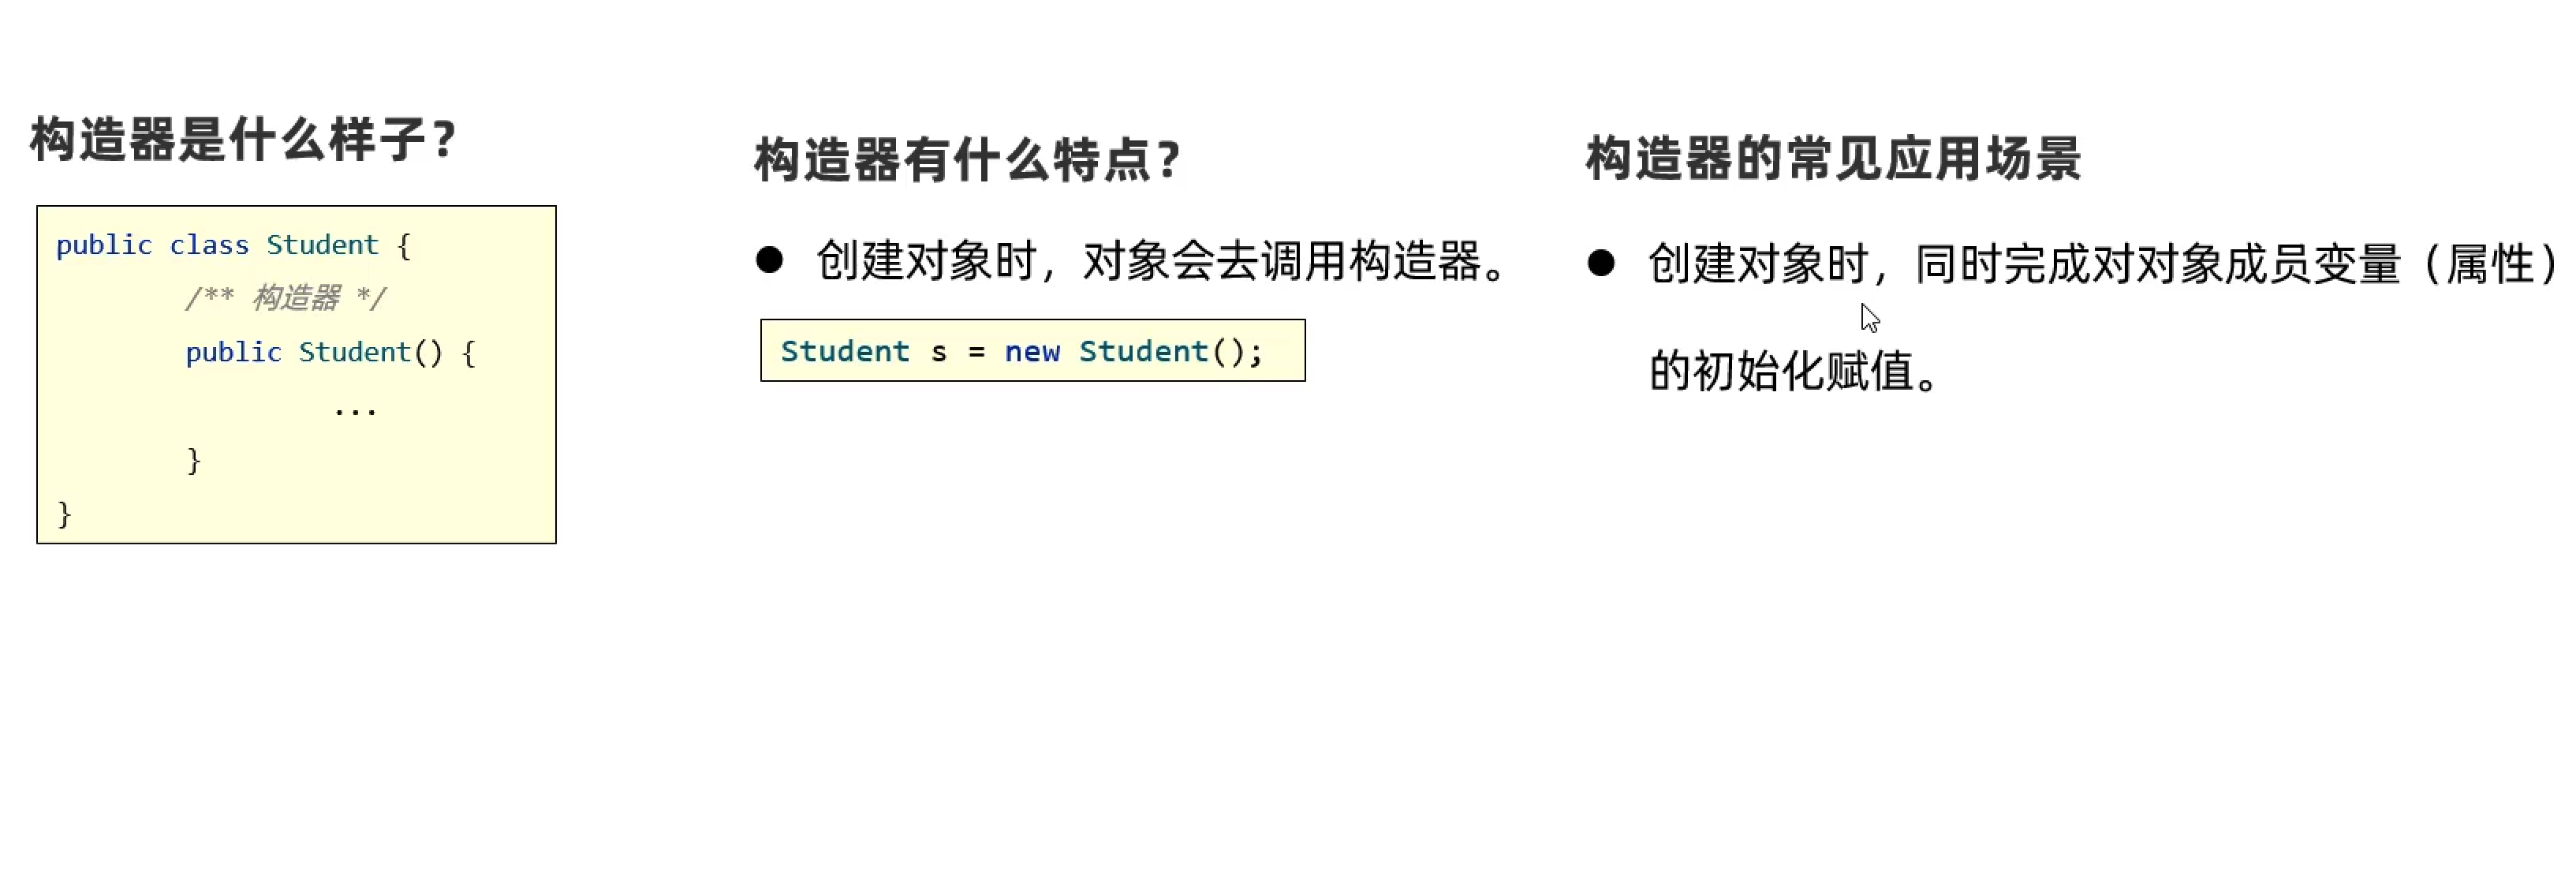 构造器是什么样子?
public class Student {
/** 构造器 */
public Student() {
...
}
}
构造器有什么特点?
● 创建对象时，对象会去调用构造器。
Student s = new Student();
构造器的常见应用场景
● 创建对象时，同时完成对对象成员变量（属性）
的初始化赋值。